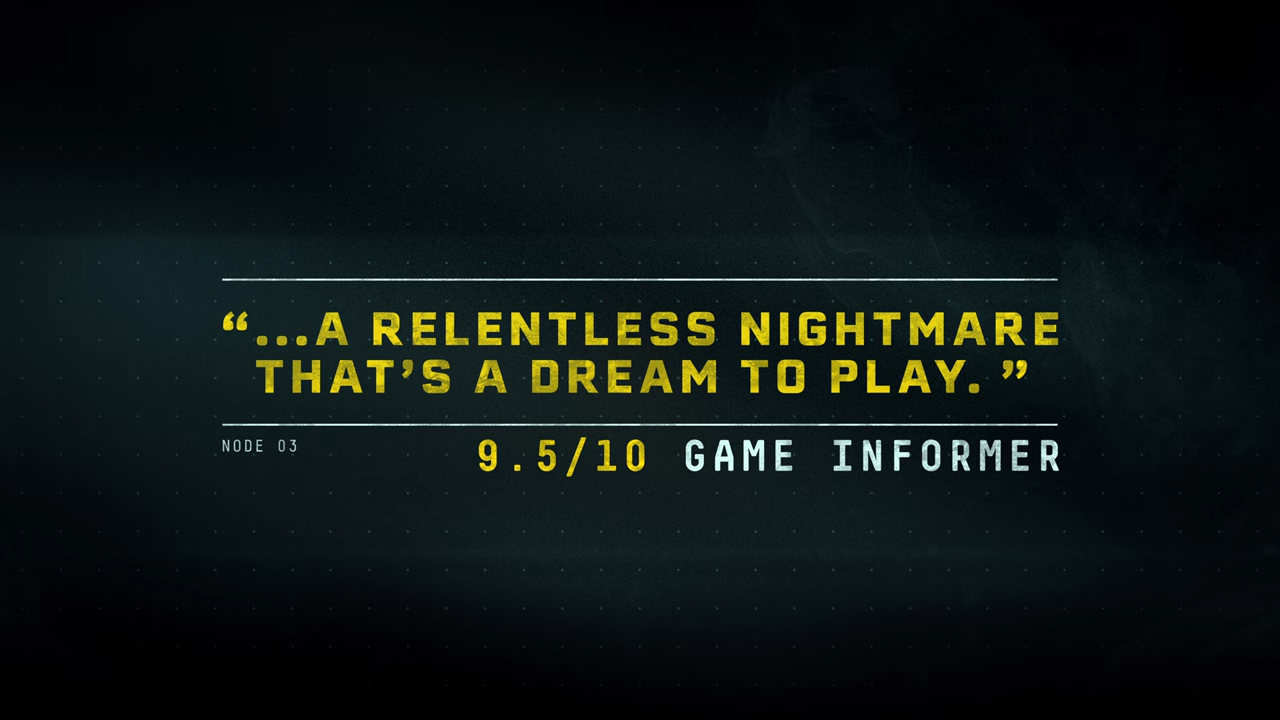 “...A RELENTLESS NIGHTMARE
THAT’S A DREAM TO PLAY. ”
NODE 03
9.5/10 GAME INFORMER